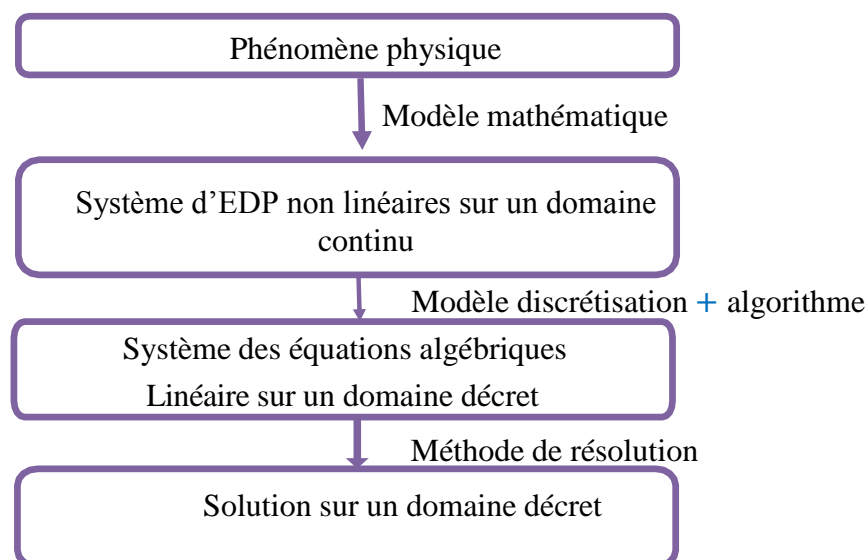 Phénomène physique
Modèle mathématique
Système d’EDP non linéaires sur un domaine
continu
Modèle discrétisation + algorithme
Système des équations algébriques
Linéaire sur un domaine décret
Méthode de résolution
Solution sur un domaine décret